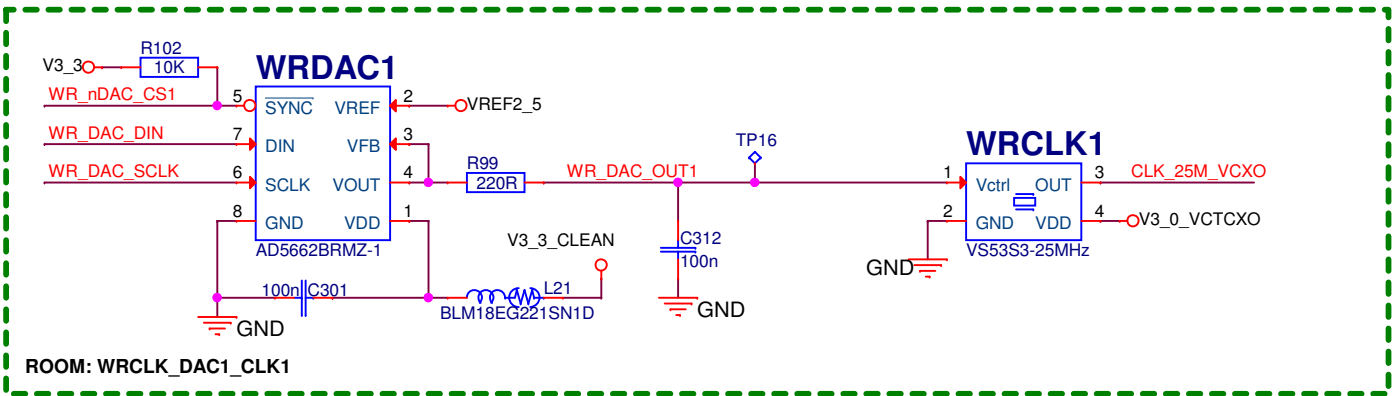 R102
V3_3
10K
WRDAC1
WR_nDAC_CS1
5
SYNC
VREF
2
VREF2_5
WR_DAC_DIN
7
DIN
VFB
3
WR_DAC_SCLK
6
SCLK
VOUT
4
R99
220R
WR_DAC_OUT1
TP16
8
GND
VDD
1
AD5662BRMZ-1
V3_3_CLEAN
100n
C301
L21
BLM18EG221SN1D
GND
C312
100n
GND
WRCLK1
1
Vctrl
OUT
3
CLK_25M_VCXO
2
GND
VDD
4
V3_0_VCTCXO
VS53S3-25MHz
GND
ROOM: WRCLK_DAC1_CLK1